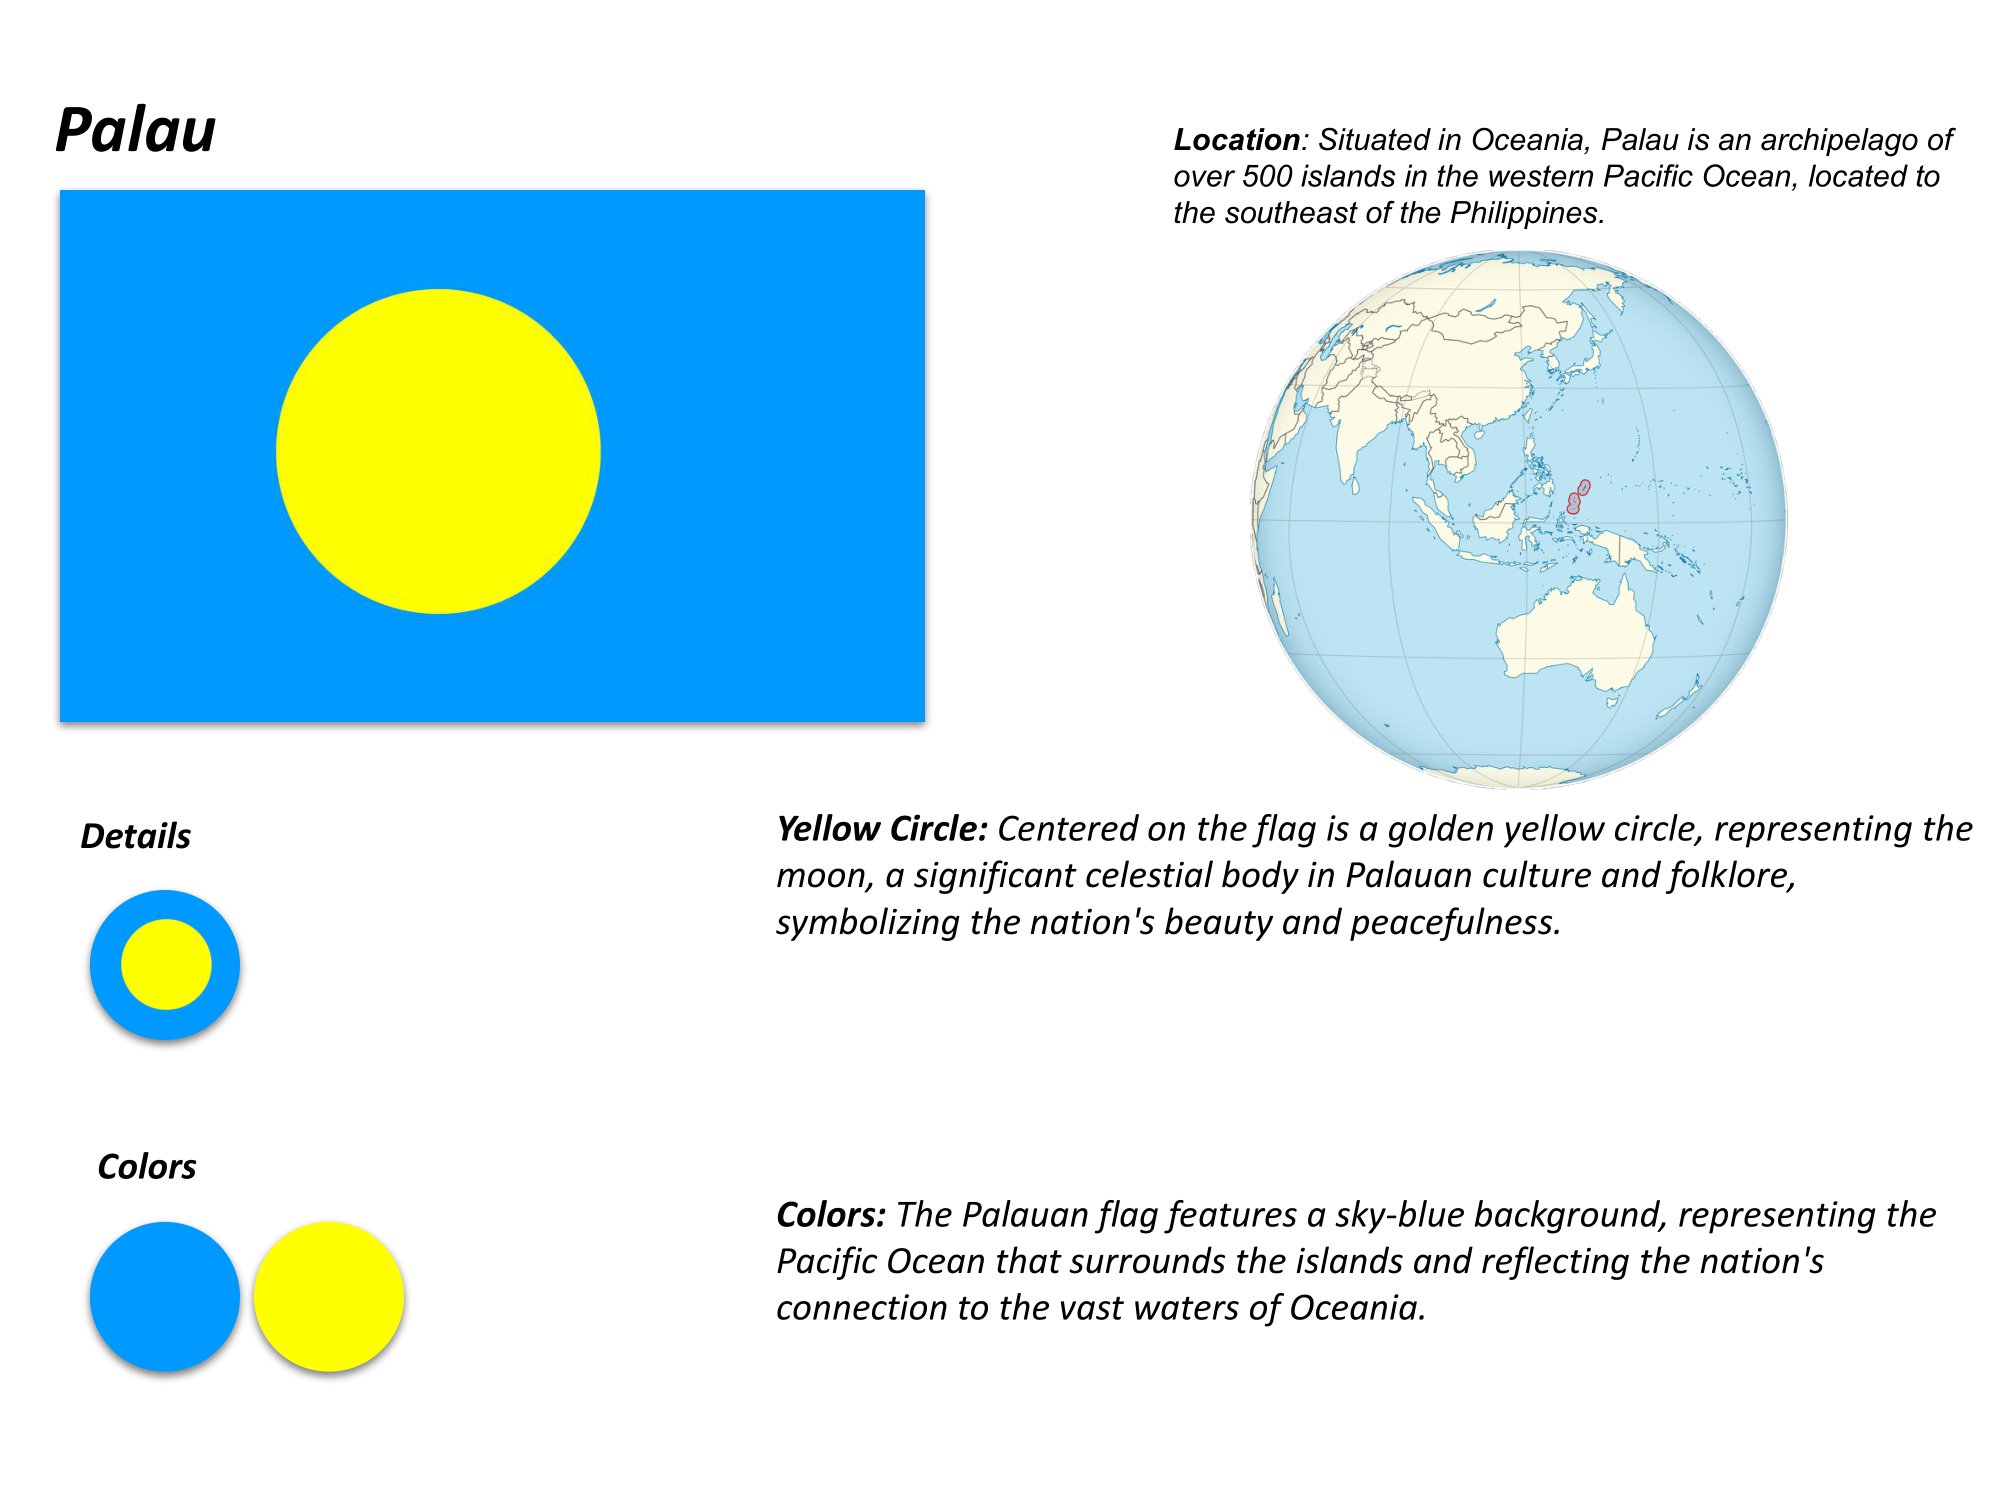 Palau
Location: Situated in Oceania, Palau is an archipelago of
over 500 islands in the western Pacific Ocean, located to
the southeast of the Philippines.
Details
Yellow Circle: Centered on the flag is a golden yellow circle, representing the
moon, a significant celestial body in Palauan culture and folklore,
symbolizing the nation's beauty and peacefulness.
Colors
Colors: The Palauan flag features a sky-blue background, representing the
Pacific Ocean that surrounds the islands and reflecting the nation's
connection to the vast waters of Oceania.